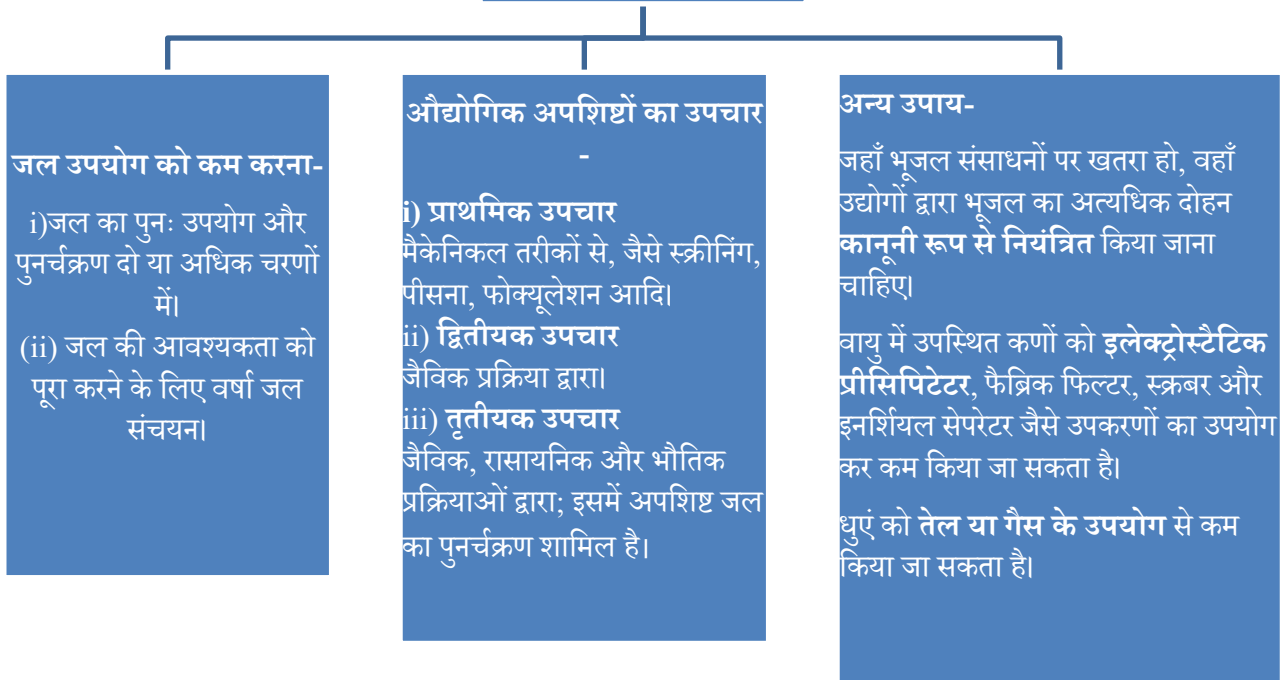 जल उपयोग को कम करना-
i)जल का पुनः उपयोग और
पुनर्चक्रण दो या अधिक चरणों
में।
(ii) जल की आवश्यकता को
पूरा करने के लिए वर्षा जल
संचयन।
औद्योगिक अपशिष्टों का उपचार
-
i) प्राथमिक उपचार
मैकेनिकल तरीकों से, जैसे स्क्रीनिंग,
पीसना, फोक्यूलेशन आदि।
ii) द्वितीयक उपचार
जैविक प्रक्रिया द्वारा।
iii) तृतीयक उपचार
जैविक, रासायनिक और भौतिक
प्रक्रियाओं द्वारा; इसमें अपशिष्ट जल
का पुनर्चक्रण शामिल है।
अन्य उपाय-
जहाँ भूजल संसाधनों पर खतरा हो, वहाँ
उद्योगों द्वारा भूजल का अत्यधिक दोहन
कानूनी रूप से नियंत्रित किया जाना
चाहिए।
वायु में उपस्थित कणों को इलेक्ट्रोस्टैटिक
प्रीसिपिटेटर, फैब्रिक फिल्टर, स्क्रबर और
इनर्शियल सेपरेटर जैसे उपकरणों का उपयोग
कर कम किया जा सकता है।
धुएं को तेल या गैस के उपयोग से कम
किया जा सकता है।